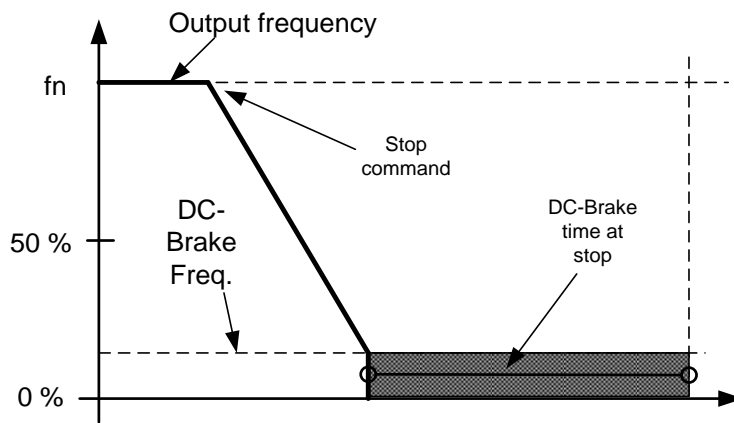 Output frequency
fn
Stop
command
DC-
Brake
Freq.
DC-Brake
time at
stop
50 %
0 %